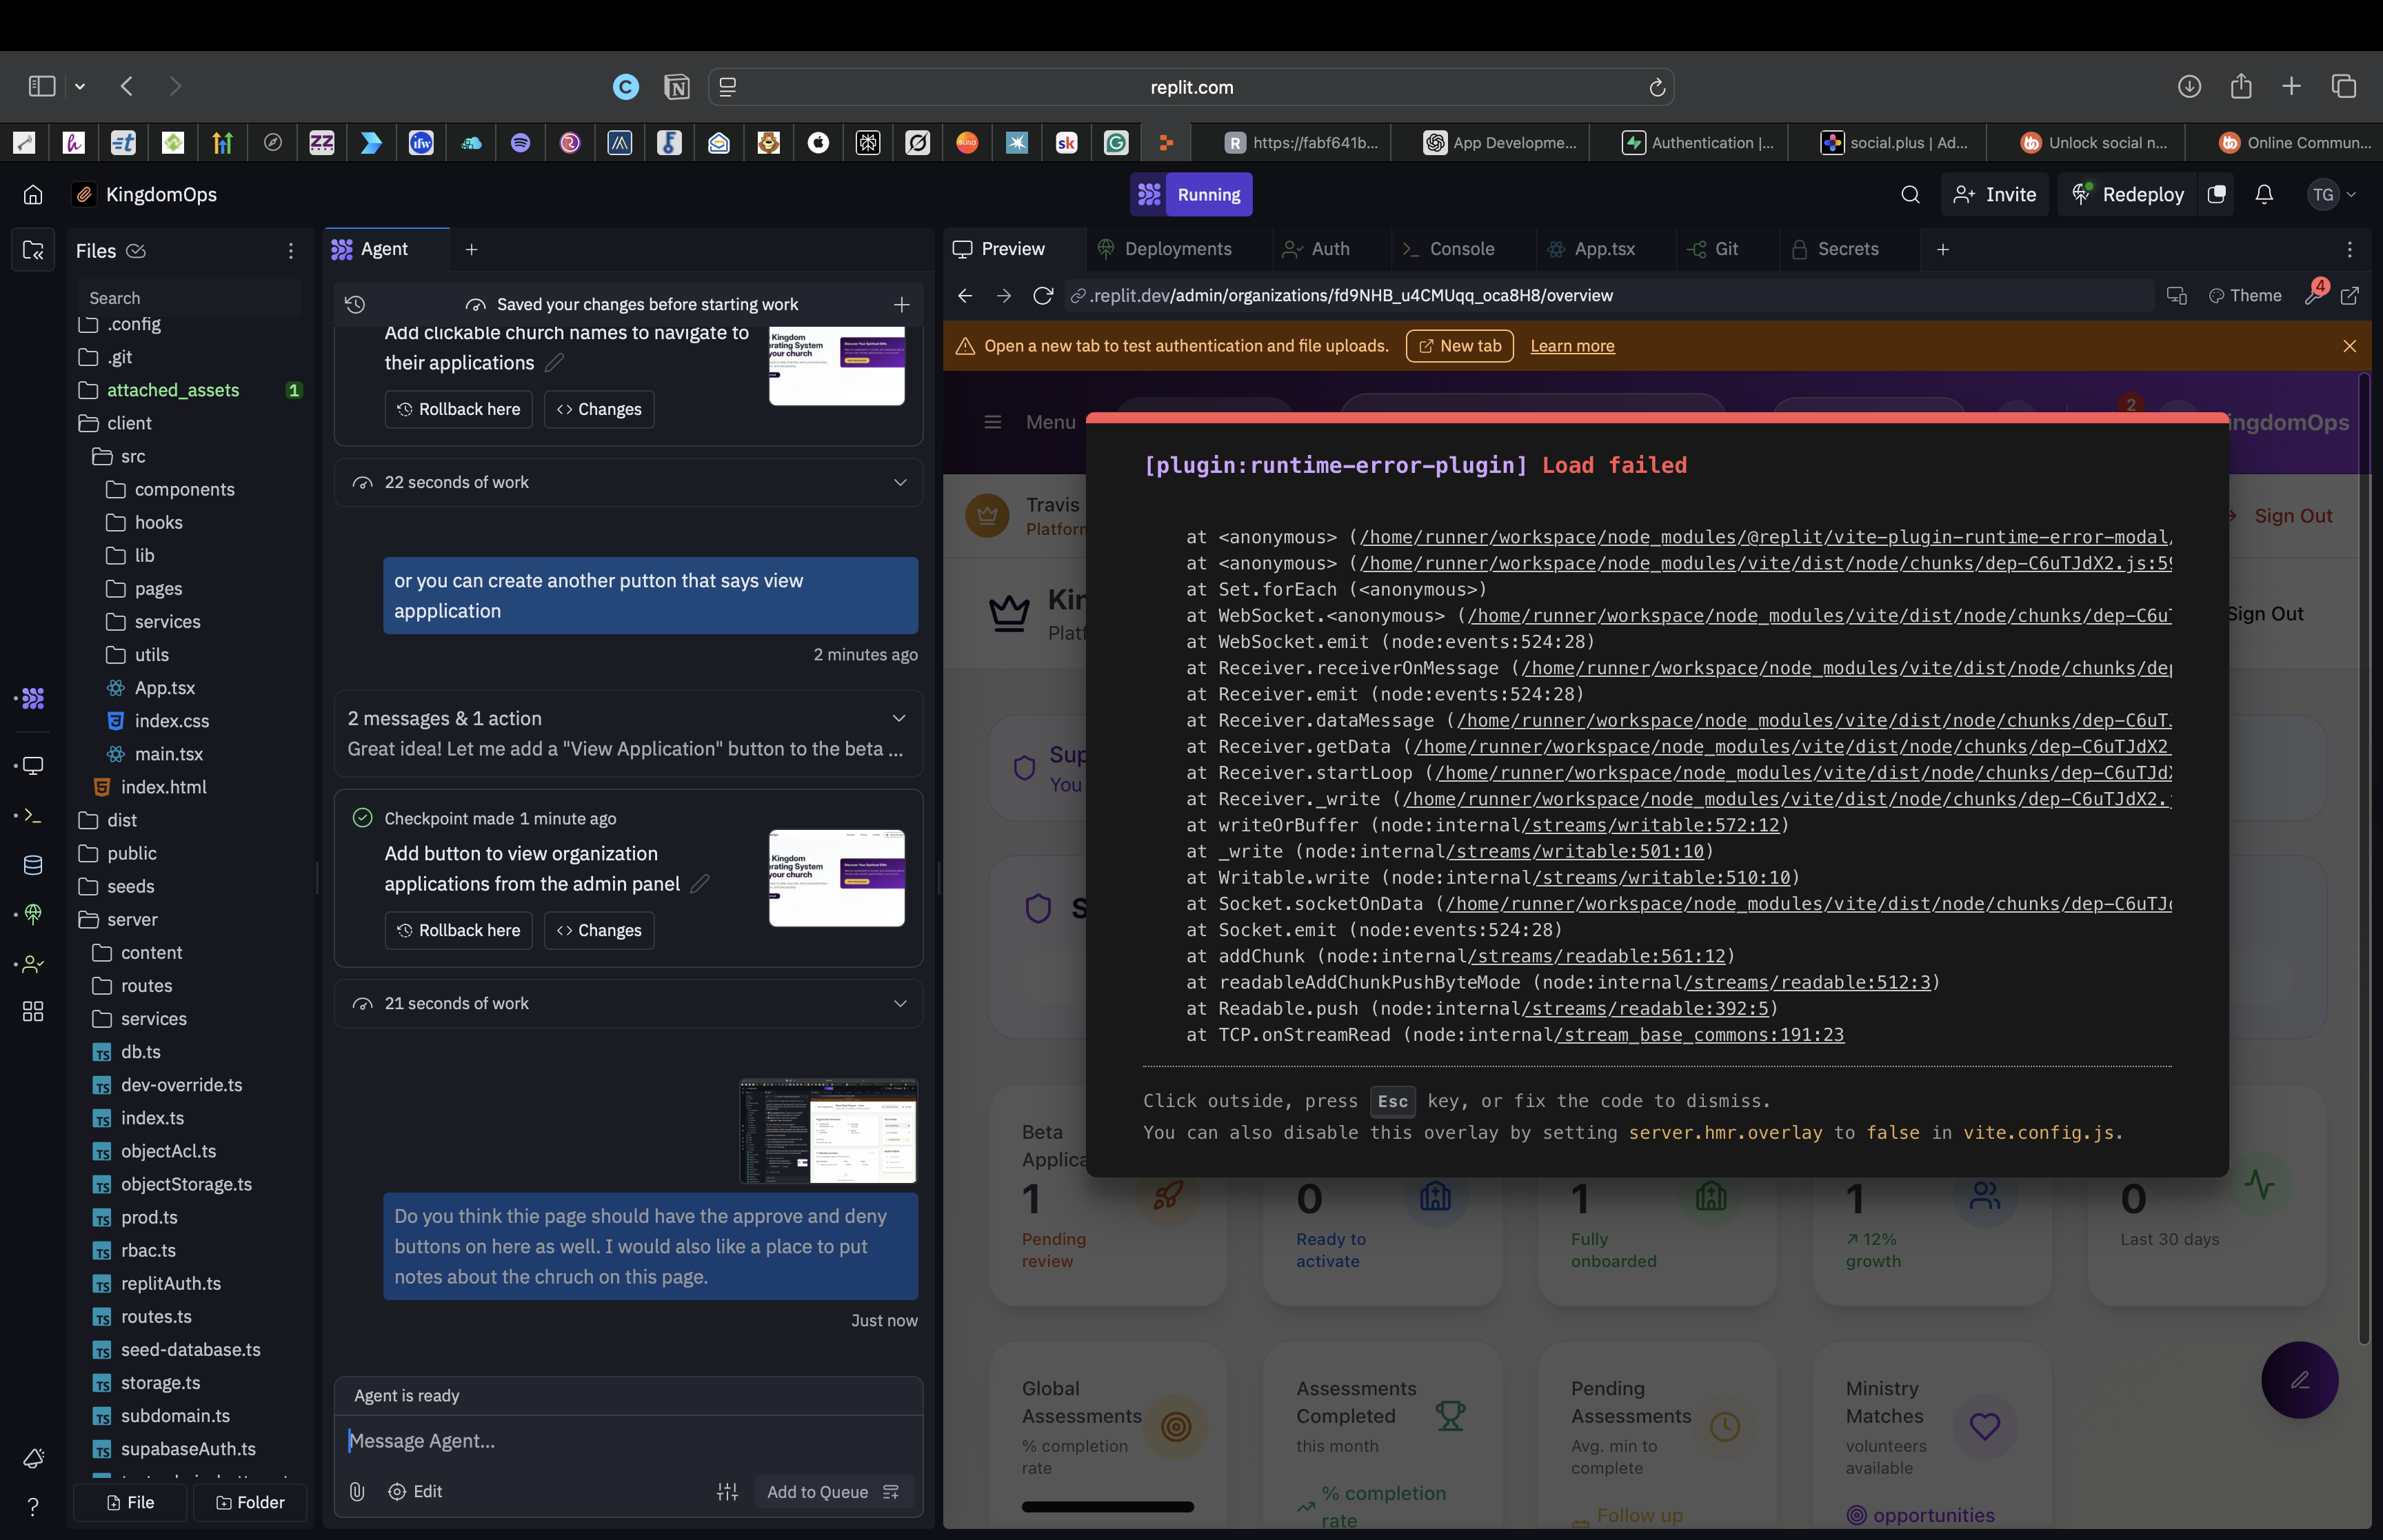 replit.com
https://fabf641b...
App Developme...
Authentication |...
social.plus | Ad...
Unlock social n...
Online Commun...
KingdomOps
Running
Invite
Redeploy
TG
Files
Search
.config
.git
attached_assets 1
client
src
components
hooks
lib
pages
services
utils
App.tsx
index.css
main.tsx
index.html
dist
public
seeds
server
content
routes
services
db.ts
dev-override.ts
index.ts
objectAcl.ts
objectStorage.ts
prod.ts
rbac.ts
replitAuth.ts
routes.ts
seed-database.ts
storage.ts
subdomain.ts
supabaseAuth.ts
File
Folder
Agent
Saved your changes before starting work
Add clickable church names to navigate to
their applications
Rollback here
Changes
22 seconds of work
or you can create another putton that says view
appplication
2 minutes ago
2 messages & 1 action
Great idea! Let me add a "View Application" button to the beta ...
Checkpoint made 1 minute ago
Add button to view organization
applications from the admin panel
Rollback here
Changes
21 seconds of work
Do you think thie page should have the approve and deny
buttons on here as well. I would also like a place to put
notes about the chruch on this page.
Just now
Agent is ready
Message Agent...
Edit
Add to Queue
Preview
Deployments
Auth
Console
App.tsx
Git
Secrets
.replit.dev/admin/organizations/fd9NHB_u4CMUqq_oca8H8/overview
Theme
4
Open a new tab to test authentication and file uploads.
New tab
Learn more
Menu
2
ingdomOps
Travis
Platforn
Sign Out
Kin
Platf
Sign Out
Sup
You
S
[plugin:runtime-error-plugin] Load failed
at <anonymous> (/home/runner/workspace/node_modules/@replit/vite-plugin-runtime-error-modal/
at <anonymous> (/home/runner/workspace/node_modules/vite/dist/node/chunks/dep-C6uTJdX2.js:59
at Set.forEach (<anonymous>)
at WebSocket.<anonymous> (/home/runner/workspace/node_modules/vite/dist/node/chunks/dep-C6uT
at WebSocket.emit (node:events:524:28)
at Receiver.receiverOnMessage (/home/runner/workspace/node_modules/vite/dist/node/chunks/dep
at Receiver.emit (node:events:524:28)
at Receiver.dataMessage (/home/runner/workspace/node_modules/vite/dist/node/chunks/dep-C6uTJ
at Receiver.getData (/home/runner/workspace/node_modules/vite/dist/node/chunks/dep-C6uTJdX2
at Receiver.startLoop (/home/runner/workspace/node_modules/vite/dist/node/chunks/dep-C6uTJdX
at Receiver._write (/home/runner/workspace/node_modules/vite/dist/node/chunks/dep-C6uTJdX2.j
at writeOrBuffer (node:internal/streams/writable:572:12)
at _write (node:internal/streams/writable:501:10)
at Writable.write (node:internal/streams/writable:510:10)
at Socket.socketOnData (/home/runner/workspace/node_modules/vite/dist/node/chunks/dep-C6uTJd
at Socket.emit (node:events:524:28)
at addChunk (node:internal/streams/readable:561:12)
at readableAddChunkPushByteMode (node:internal/streams/readable:512:3)
at Readable.push (node:internal/streams/readable:392:5)
at TCP.onStreamRead (node:internal/stream_base_commons:191:23
Click outside, press Esc key, or fix the code to dismiss.
You can also disable this overlay by setting server.hmr.overlay to false in vite.config.js.
Beta
Applica
1
Pending
review
0
Ready to
activate
1
Fully
onboarded
1
12%
growth
0
Last 30 days
Global
Assessments
% completion
rate
Assessments
Completed
this month
% completion
rate
Pending
Assessments
Avg. min to
complete
Follow up
Ministry
Matches
volunteers
available
opportunities